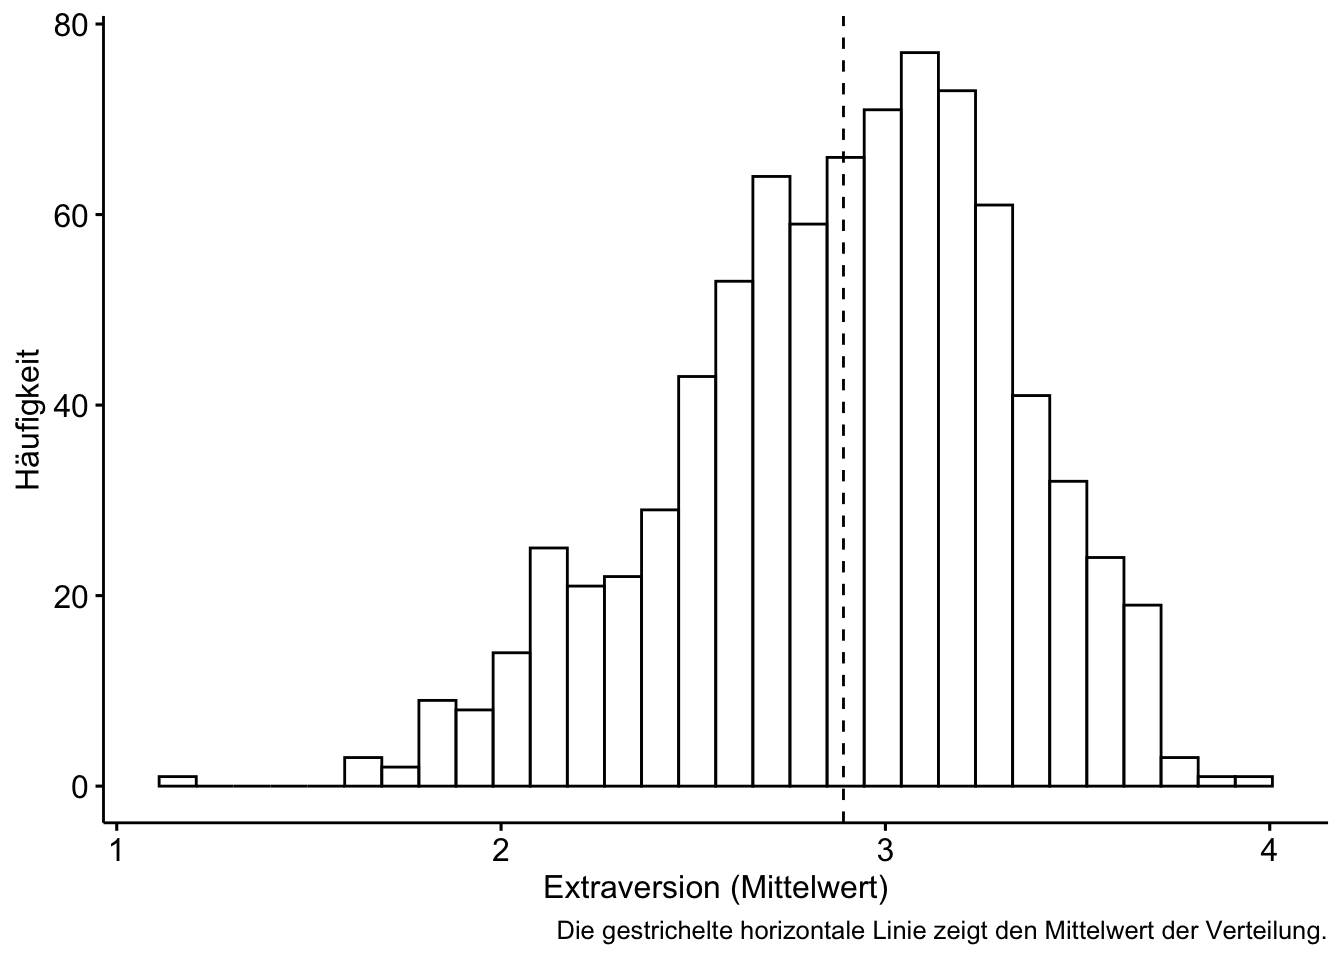 80
60
40
20
0
Häufigkeit
1 2 3 4
Extraversion (Mittelwert)
Die gestrichelte horizontale Linie zeigt den Mittelwert der Verteilung.